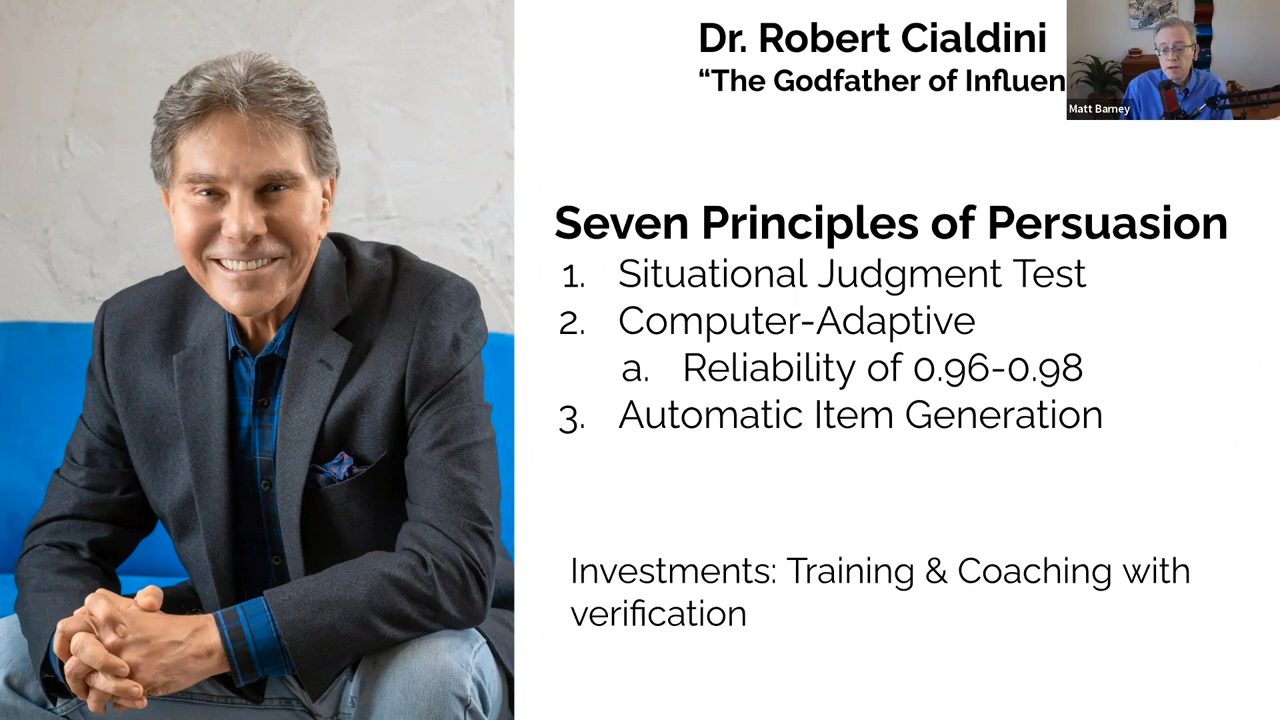 Dr. Robert Cialdini
“The Godfather of Influen
Matt Barney
Seven Principles of Persuasion
1. Situational Judgment Test
2. Computer-Adaptive
a. Reliability of 0.96-0.98
3. Automatic Item Generation
Investments: Training & Coaching with
verification